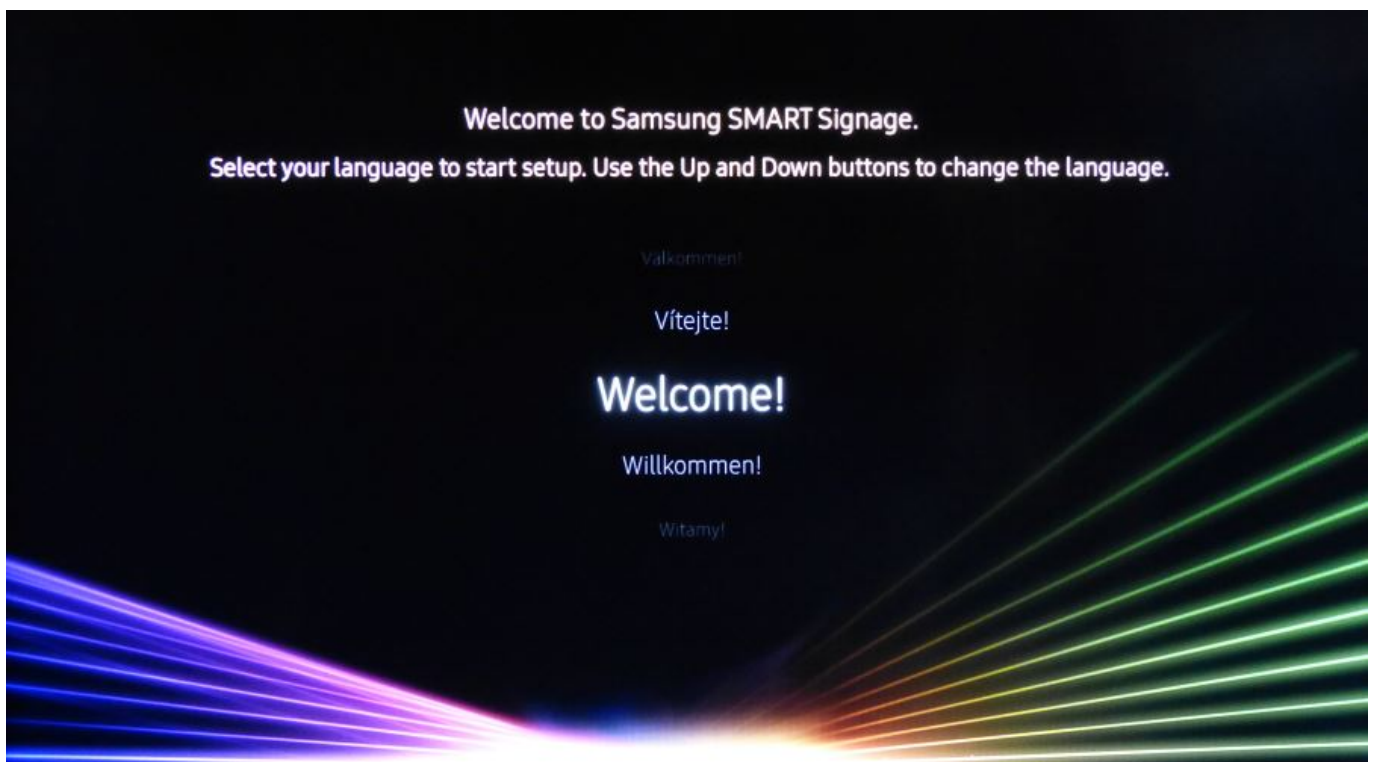 Welcome to Samsung SMART Signage.
Select your language to start setup. Use the Up and Down buttons to change the language.
Välkommen!
Vítejte!
Welcome!
Willkommen!
Witamy!